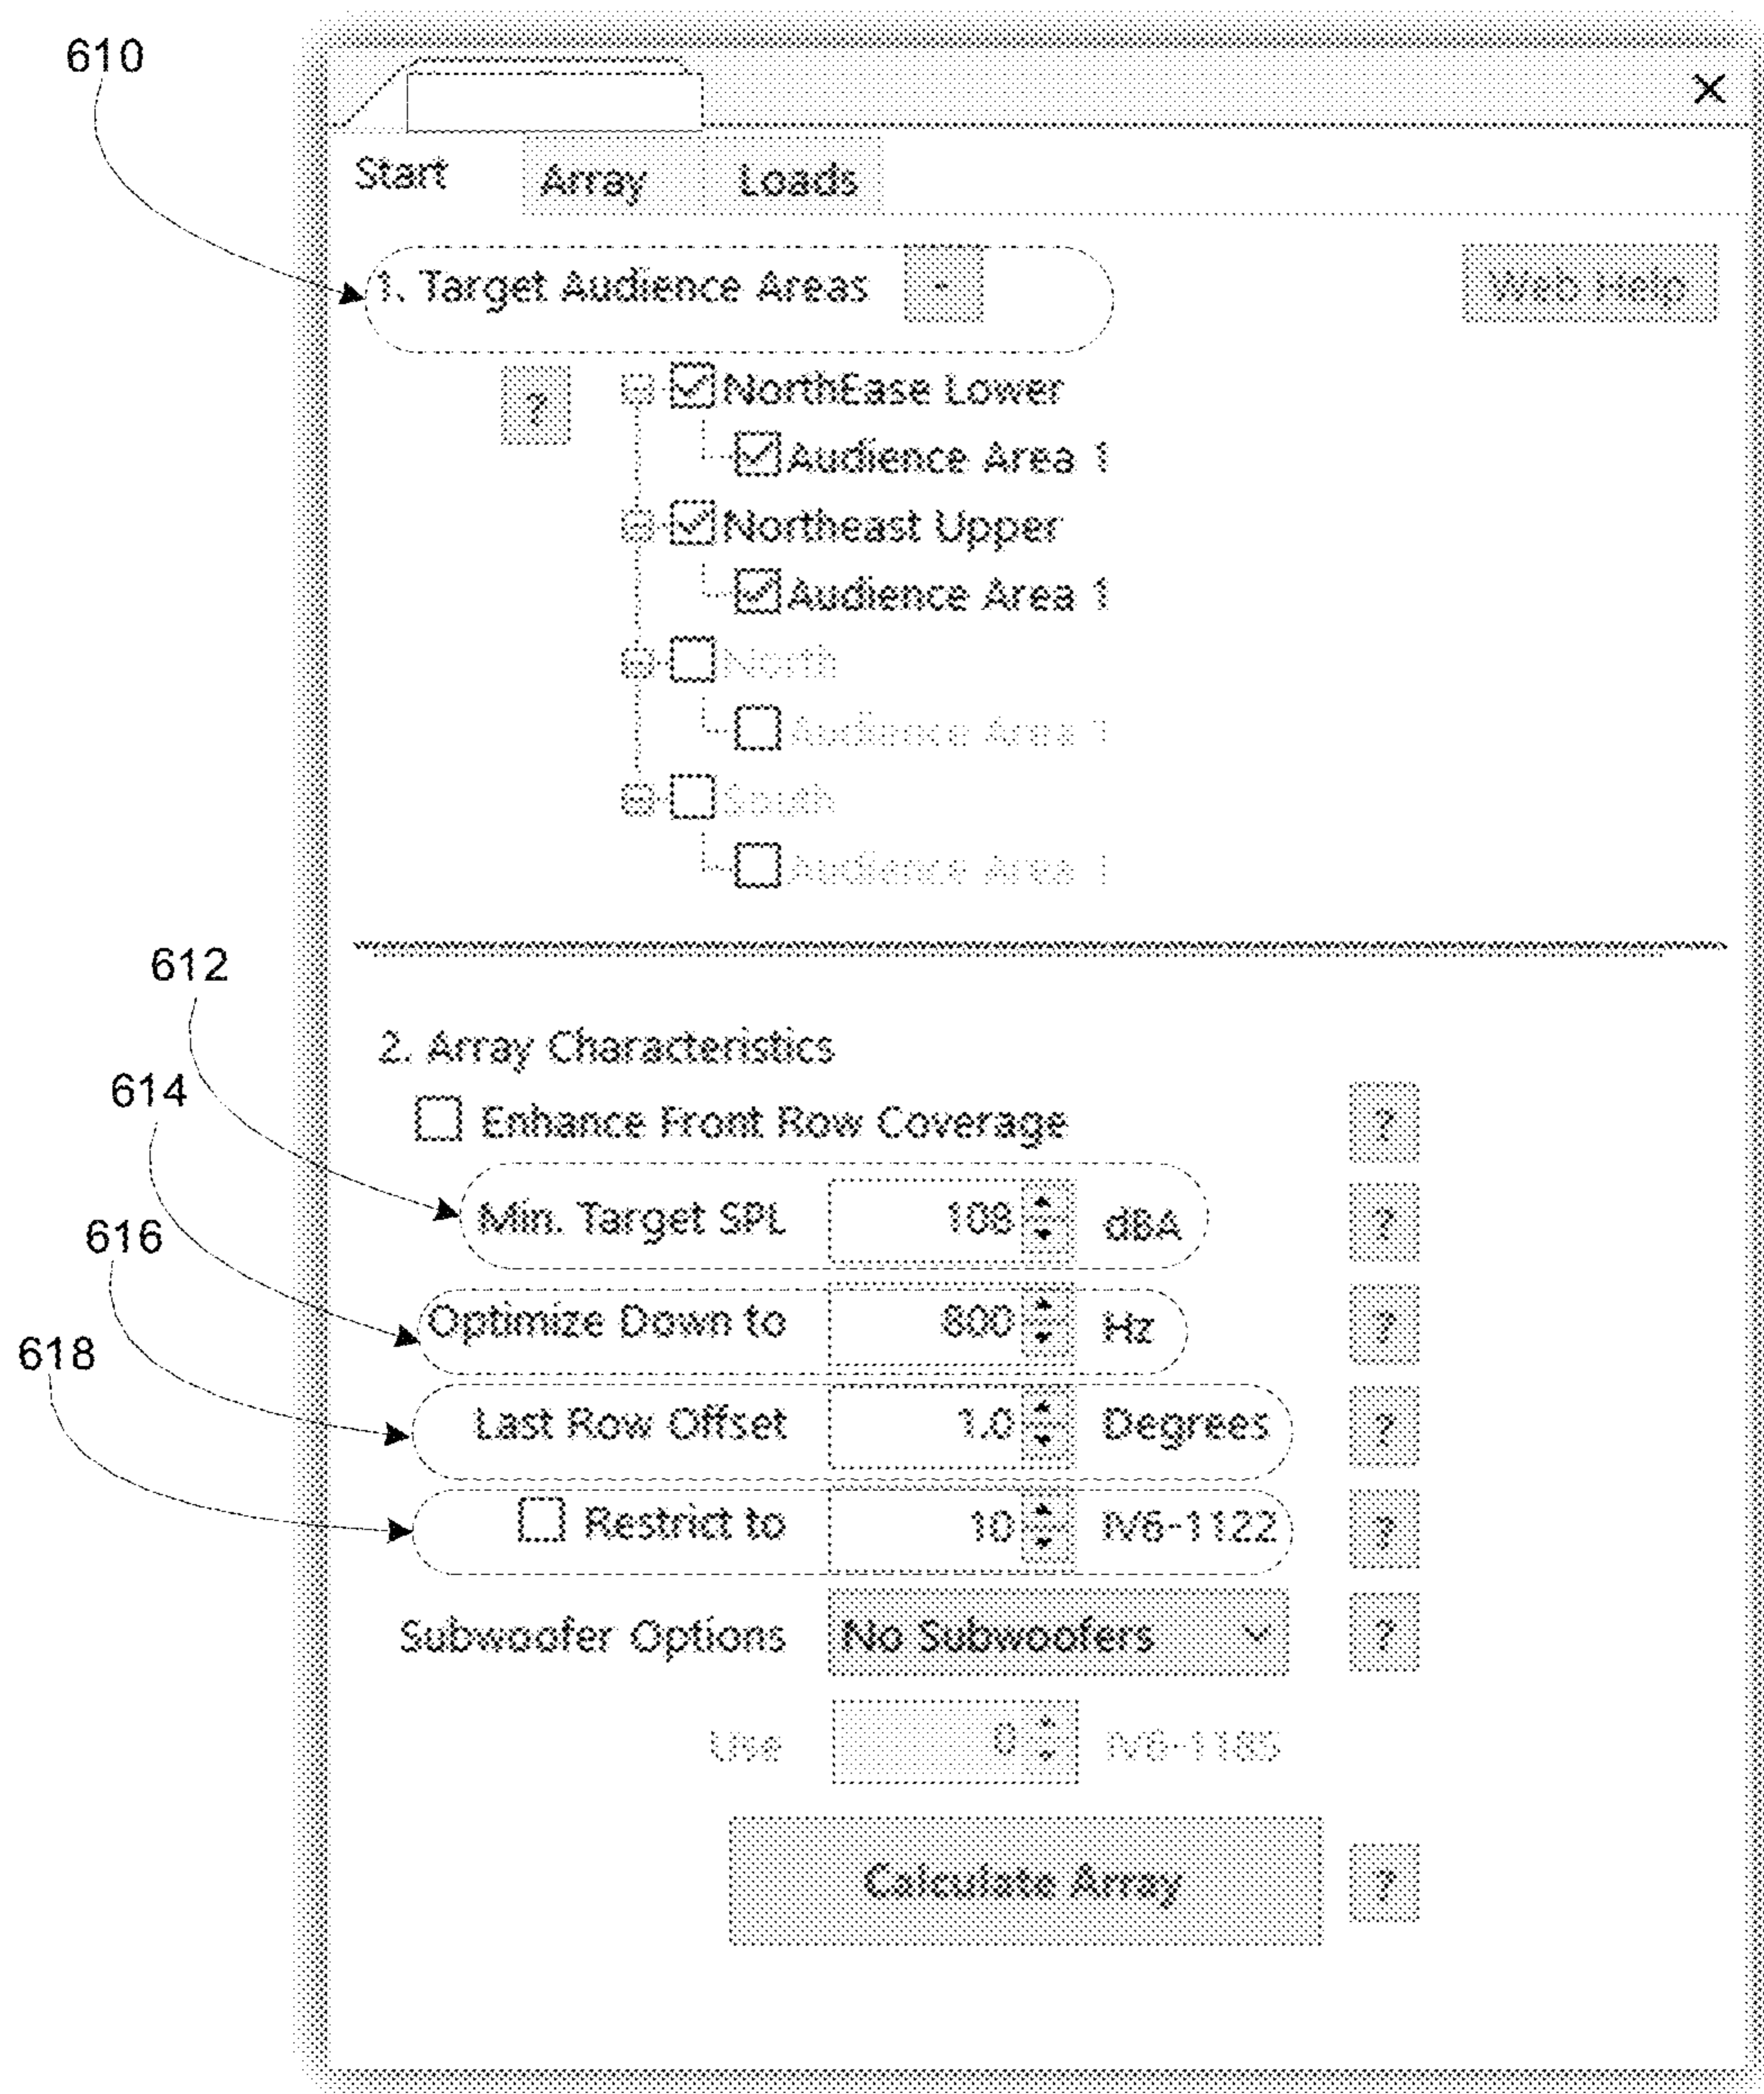 610
×
Start Array Loads
1. Target Audience Areas - Web Help
? NorthEase Lower
Audience Area 1
Northeast Upper
Audience Area 1
North
Audience Area 1
South
Audience Area 1
612
2. Array Characteristics
614
Enhance Front Row Coverage ?
Min. Target SPL 108 dBA ?
616
Optimize Down to 800 Hz ?
618
Last Row Offset 1.0 Degrees ?
Restrict to 10 IV6-1122 ?
Subwoofer Options No Subwoofers ?
Use 0 IV6-1185
Calculate Array ?